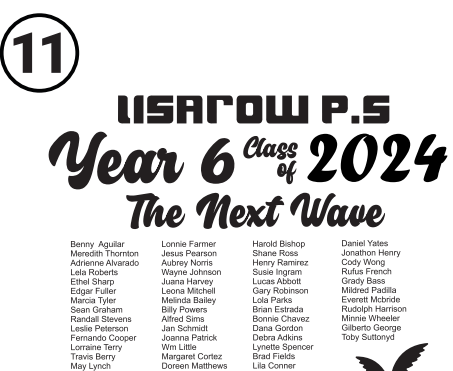 11
LISAROW P.S
Year 6 Class of 2024
The Next Wave
Benny Aguilar
Meredith Thornton
Adrienne Alvarado
Lela Roberts
Ethel Sharp
Edgar Fuller
Marcia Tyler
Sean Graham
Randall Stevens
Leslie Peterson
Fernando Cooper
Lorraine Terry
Travis Berry
May Lynch
Lonnie Farmer
Jesus Pearson
Aubrey Norris
Wayne Johnson
Juana Harvey
Leona Mitchell
Melinda Bailey
Billy Powers
Alfred Sims
Jan Schmidt
Joanna Patrick
Wm Little
Margaret Cortez
Doreen Matthews
Harold Bishop
Shane Ross
Henry Ramirez
Susie Ingram
Lucas Abbott
Gary Robinson
Lola Parks
Brian Estrada
Bonnie Chavez
Dana Gordon
Debra Adkins
Lynette Spencer
Brad Fields
Lila Conner
Daniel Yates
Jonathon Henry
Cody Wong
Rufus French
Grady Bass
Mildred Padilla
Everett Mcbride
Rudolph Harrison
Minnie Wheeler
Gilberto George
Toby Suttonyd